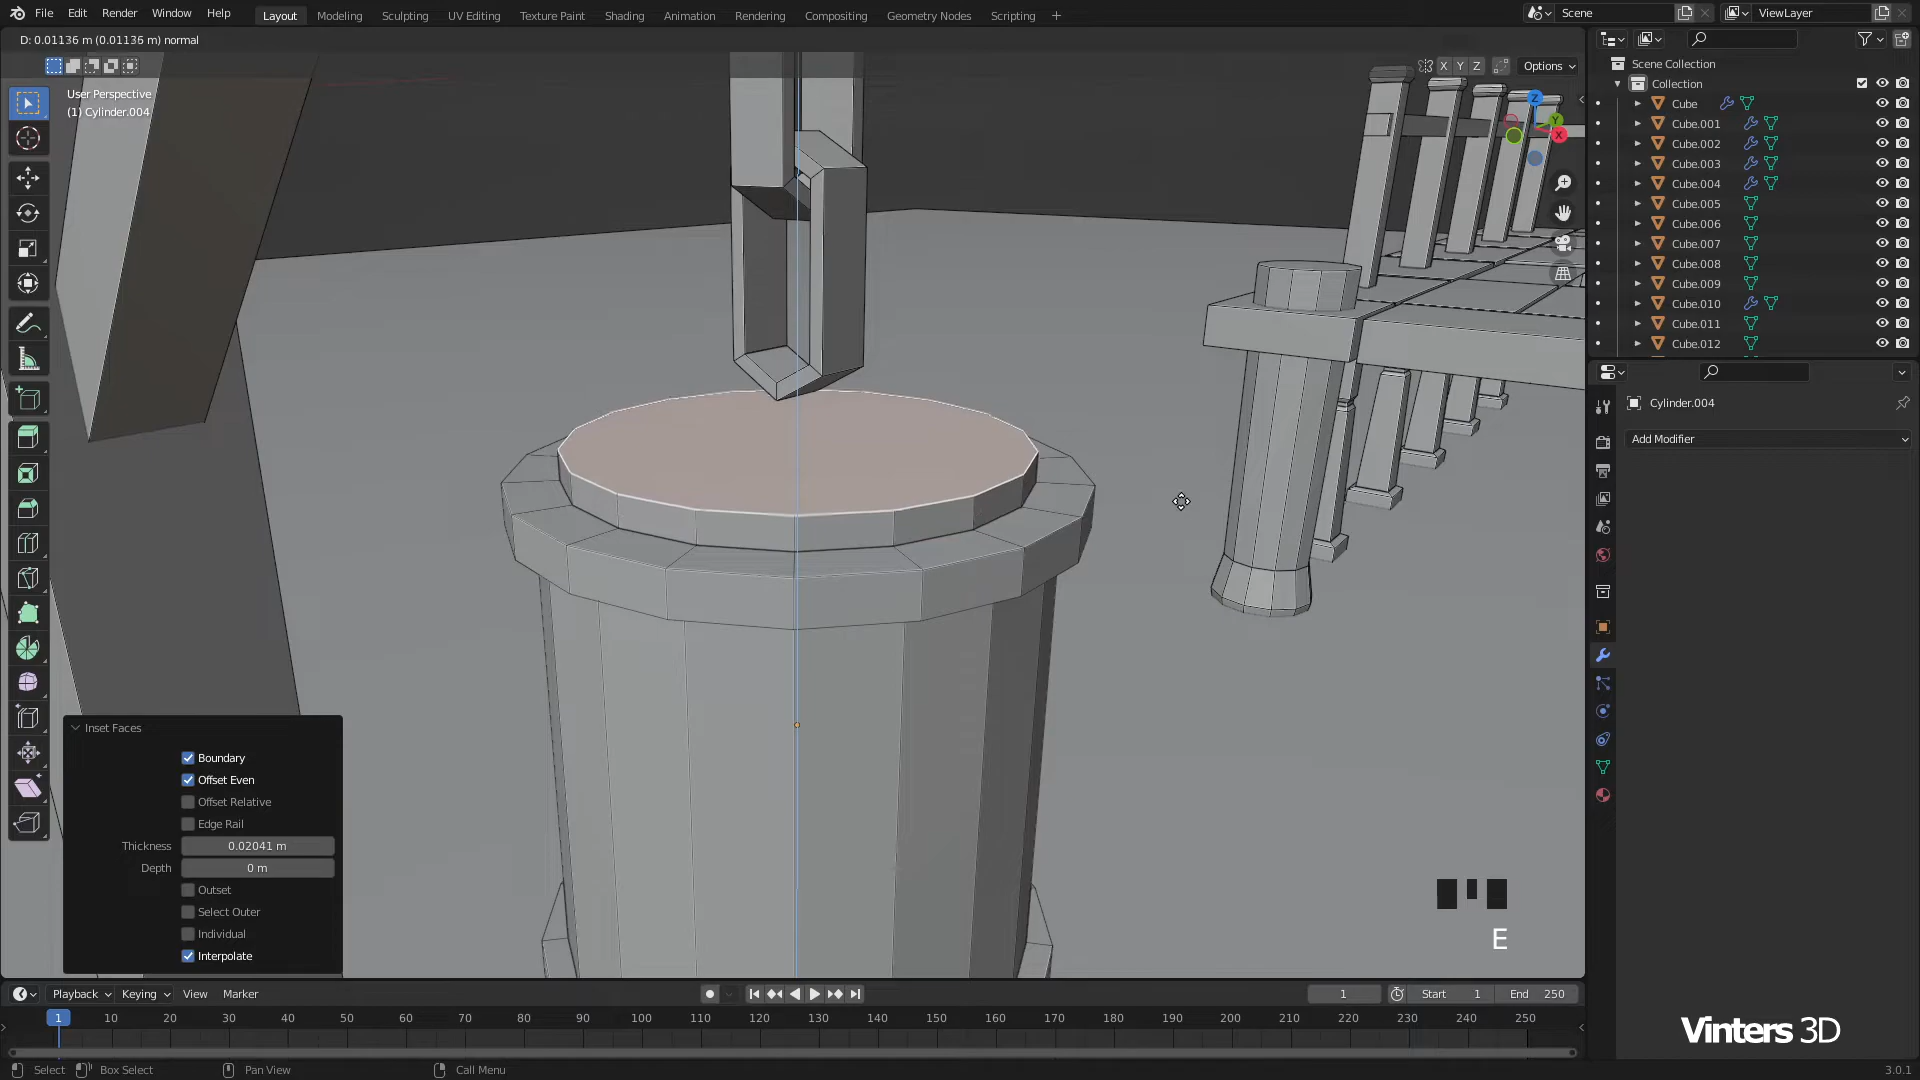 File Edit Render Window Help
Layout Modeling Sculpting UV Editing Texture Paint Shading Animation Rendering Compositing Geometry Nodes Scripting +
Scene
ViewLayer
D: 0.01136 m (0.01136 m) normal
X Y Z
Options
User Perspective
(1) Cylinder.004
Z
Y
X
Scene Collection
Collection
Cube
Cube.001
Cube.002
Cube.003
Cube.004
Cube.005
Cube.006
Cube.007
Cube.008
Cube.009
Cube.010
Cube.011
Cube.012
Cylinder.004
Add Modifier
Inset Faces
Boundary
Offset Even
Offset Relative
Edge Rail
Thickness 0.02041 m
Depth 0 m
Outset
Select Outer
Individual
Interpolate
E
Playback Keying View Marker
1
Start 1
End 250
1 10 20 30 40 50 60 70 80 90 100 110 120 130 140 150 160 170 180 190 200 210 220 230 240 250
Vinters 3D
Select Box Select Pan View Call Menu
3.0.1